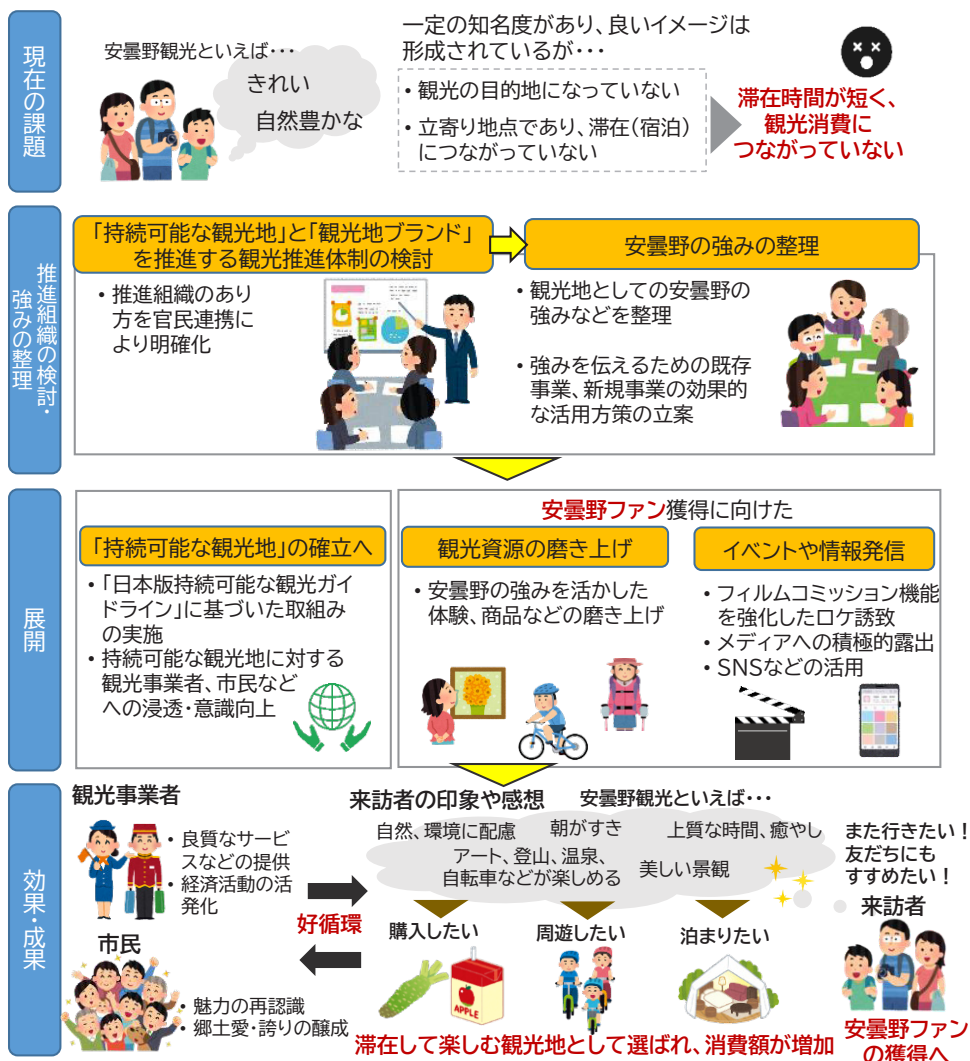 現在の課題
安曇野観光といえば･･･
きれい
自然豊かな
一定の知名度があり、良いイメージは
形成されているが･･･
・観光の目的地になっていない
・立寄り地点であり、滞在(宿泊)
につながっていない
滞在時間が短く、
観光消費に
つながっていない
推進組織の検討・
強みの整理
「持続可能な観光地」と「観光地ブランド」
を推進する観光推進体制の検討
・推進組織のあり
方を官民連携に
より明確化
安曇野の強みの整理
・観光地としての安曇野の
強みなどを整理
・強みを伝えるための既存
事業、新規事業の効果的
な活用方策の立案
展開
「持続可能な観光地」の確立へ
・「日本版持続可能な観光ガイ
ドライン」に基づいた取組み
の実施
・持続可能な観光地に対する
観光事業者、市民など
への浸透・意識向上
安曇野ファン獲得に向けた
観光資源の磨き上げ
・安曇野の強みを活かした
体験、商品などの磨き上げ
イベントや情報発信
・フィルムコミッション機能
を強化したロケ誘致
・メディアへの積極的露出
・SNSなどの活用
効果・成果
観光事業者
・良質なサービ
スなどの提供
・経済活動の活
発化
好循環
市民
・魅力の再認識
・郷土愛・誇りの醸成
来訪者の印象や感想
安曇野観光といえば･･･
自然、環境に配慮
朝がすき
上質な時間、癒やし
アート、登山、温泉、
自転車などが楽しめる
美しい景観
購入したい
周遊したい
泊まりたい
APPLE
滞在して楽しむ観光地として選ばれ、消費額が増加
また行きたい！
友だちにも
すすめたい！
来訪者
安曇野ファン
の獲得へ